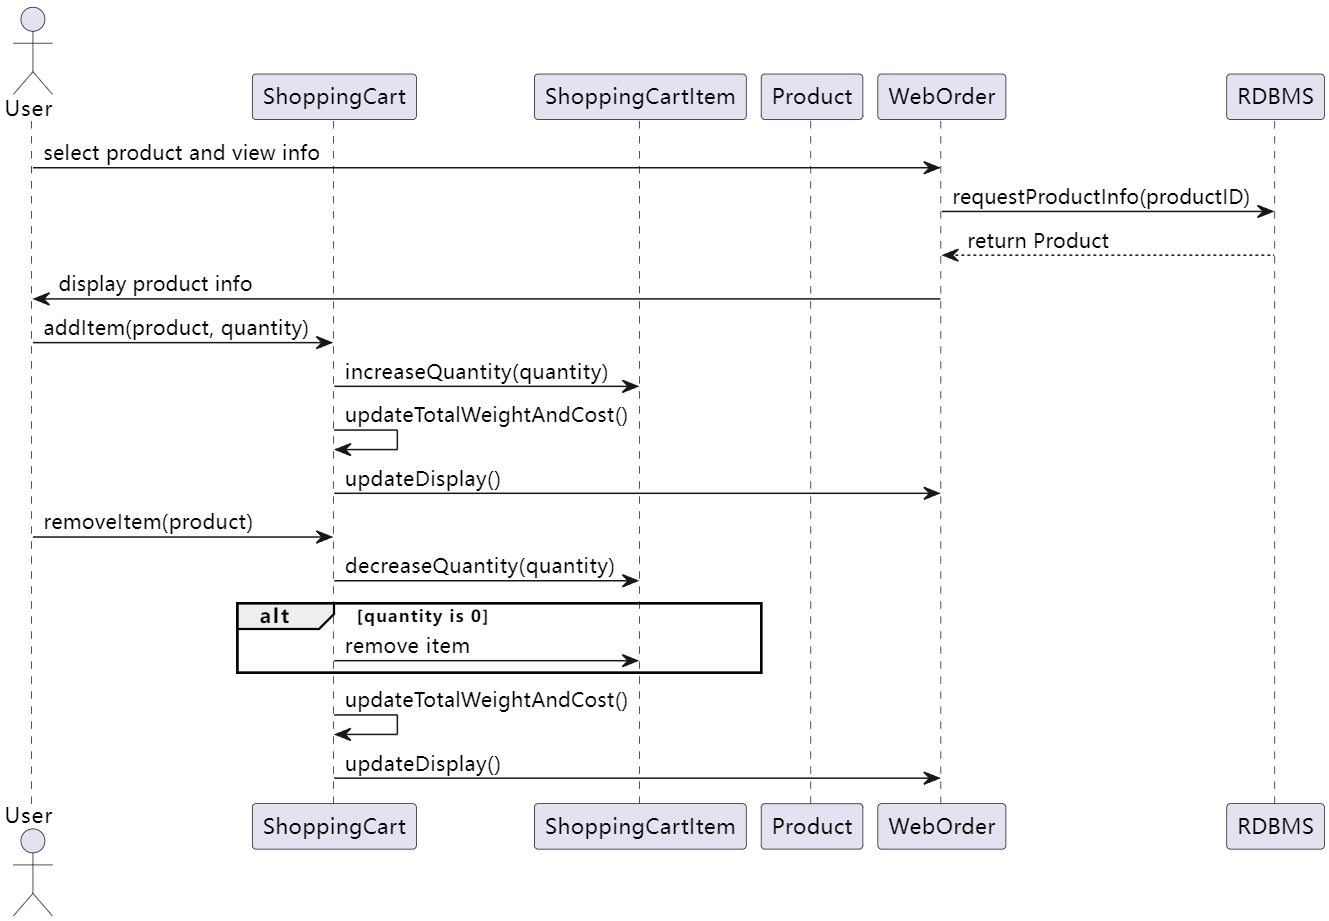 User
ShoppingCart
ShoppingCartItem
Product
WebOrder
RDBMS
select product and view info
requestProductInfo(productID)
return Product
display product info
addItem(product, quantity)
increaseQuantity(quantity)
updateTotalWeightAndCost()
updateDisplay()
removeItem(product)
decreaseQuantity(quantity)
alt
[quantity is 0]
remove item
updateTotalWeightAndCost()
updateDisplay()
User
ShoppingCart
ShoppingCartItem
Product
WebOrder
RDBMS